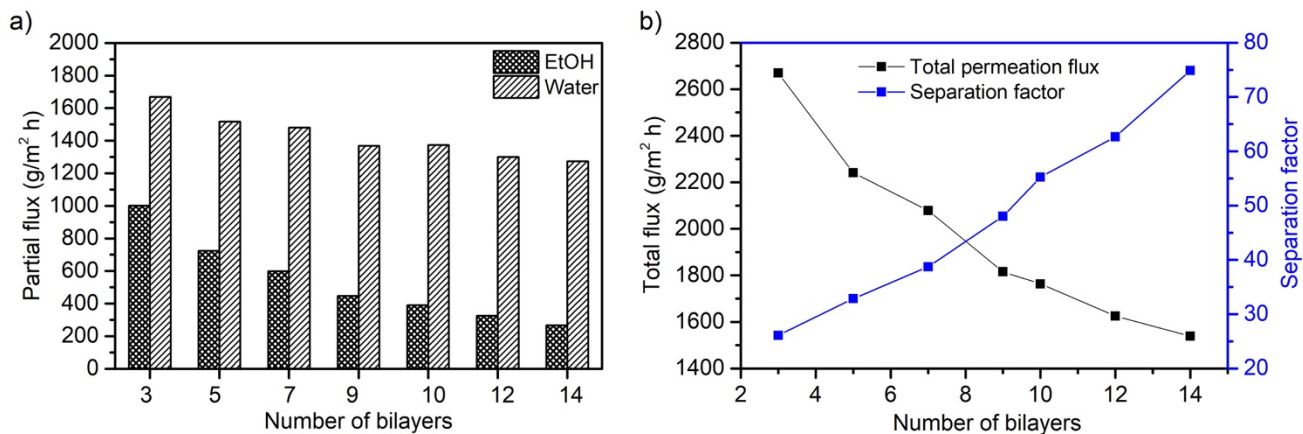 a)
Partial flux (g/m² h)
2000
1800
1600
1400
1200
1000
800
600
400
200
0
EtOH
Water
3 5 7 9 10 12 14
Number of bilayers
b)
Total flux (g/m² h)
2800
2600
2400
2200
2000
1800
1600
1400
Total permeation flux
Separation factor
80
70
60
50
40
30
20
Separation factor
2 4 6 8 10 12 14
Number of bilayers